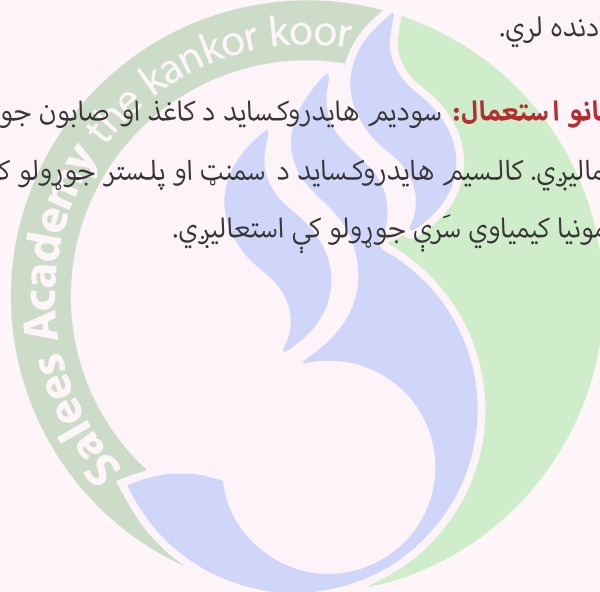 دنده لري.
انو استعمال: سوديم هايدروکسايد د کاغذ او صابون جو
ماليږي. کالسيم هايدروکسايد د سمنټ او پلستر جوړولو ک
مونيا کيمياوي سَرې جوړولو کې استعاليږي.
Salees Academy the kankor koor